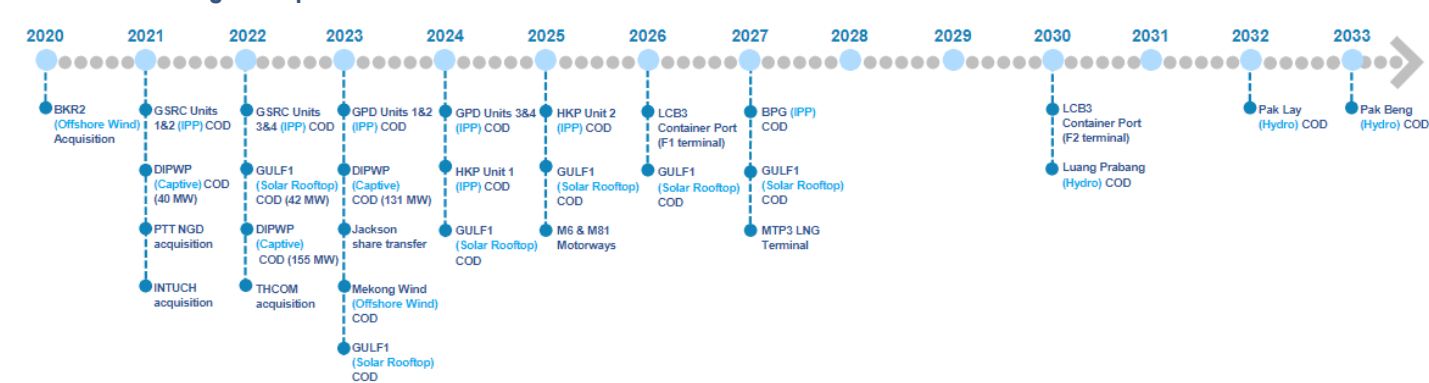 2020 2021 2022 2023 2024 2025 2026 2027 2028 2029 2030 2031 2032 2033
BKR2
(Offshore Wind)
Acquisition
GSRC Units
1&2 (IPP) COD
DIPWP
(Captive) COD
(40 MW)
PTT NGD
acquisition
INTUCH
acquisition
GSRC Units
3&4 (IPP) COD
GULF1
(Solar Rooftop)
COD (42 MW)
DIPWP
(Captive)
COD (155 MW)
THCOM
acquisition
GPD Units 1&2
(IPP) COD
DIPWP
(Captive)
COD (131 MW)
Jackson
share transfer
Mekong Wind
(Offshore Wind)
COD
GULF1
(Solar Rooftop)
COD
GPD Units 3&4
(IPP) COD
HKP Unit 1
(IPP) COD
GULF1
(Solar Rooftop)
COD
HKP Unit 2
(IPP) COD
GULF1
(Solar Rooftop)
COD
M6 & M81
Motorways
LCB3
Container Port
(F1 terminal)
GULF1
(Solar Rooftop)
COD
BPG (IPP)
COD
GULF1
(Solar Rooftop)
COD
MTP3 LNG
Terminal
LCB3
Container Port
(F2 terminal)
Luang Prabang
(Hydro) COD
Pak Lay
(Hydro) COD
Pak Beng
(Hydro) COD